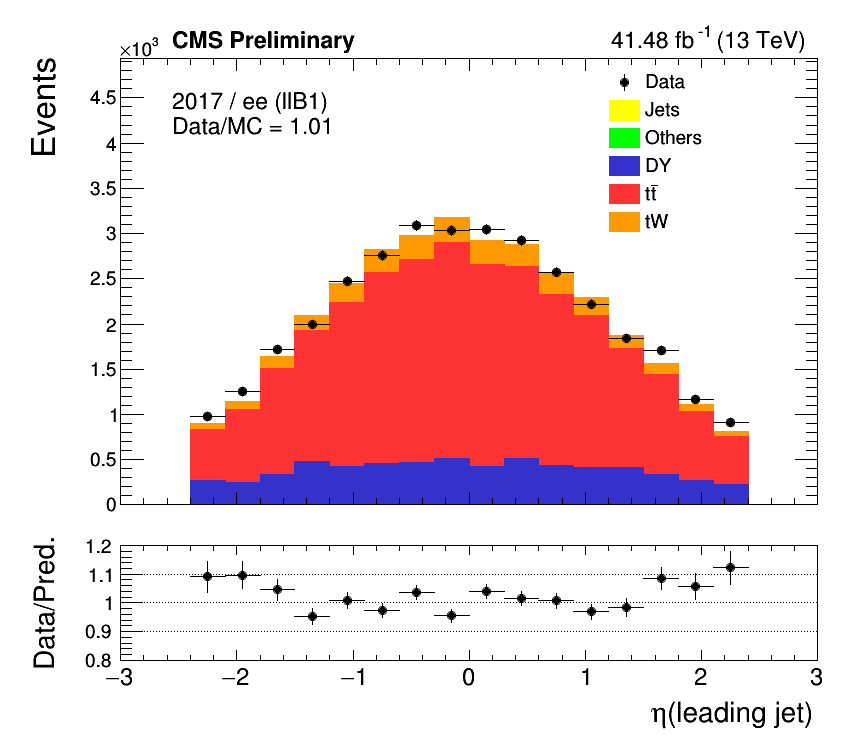 ×10³ CMS Preliminary 41.48 fb⁻¹ (13 TeV)
Events
2017 / ee (llB1)
Data/MC = 1.01
Data
Jets
Others
DY
tt̄
tW
4.5
4
3.5
3
2.5
2
1.5
1
0.5
0
Data/Pred.
1.2
1.1
1
0.9
0.8
−3 −2 −1 0 1 2 3
η(leading jet)